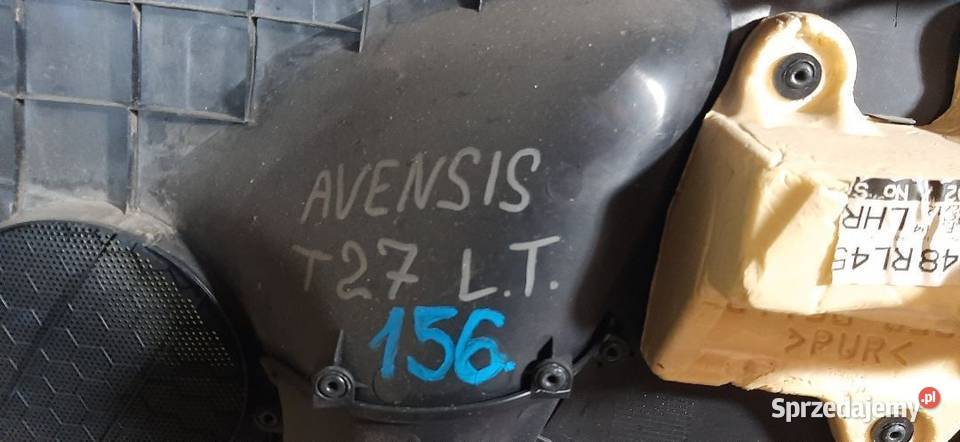 AVENSIS
T27 L.T.
156.
LHR
48RL45
>PUR<
Sprzedajemy.pl